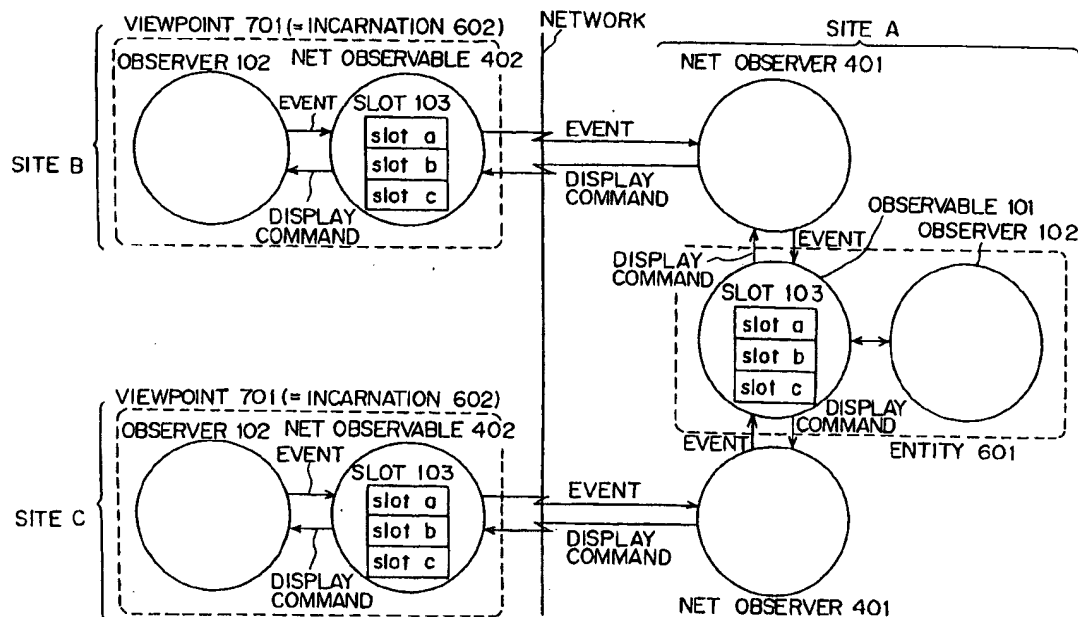 VIEWPOINT 701 (= INCARNATION 602)
OBSERVER 102
NET OBSERVABLE 402
EVENT
SLOT 103
slot a
slot b
slot c
DISPLAY
COMMAND
SITE B
NETWORK
SITE A
NET OBSERVER 401
EVENT
DISPLAY
COMMAND
OBSERVABLE 101
OBSERVER 102
DISPLAY
COMMAND
EVENT
SLOT 103
slot a
slot b
slot c
DISPLAY
COMMAND
EVENT
ENTITY 601
VIEWPOINT 701 (= INCARNATION 602)
OBSERVER 102
NET OBSERVABLE 402
EVENT
SLOT 103
slot a
slot b
slot c
DISPLAY
COMMAND
SITE C
EVENT
DISPLAY
COMMAND
NET OBSERVER 401